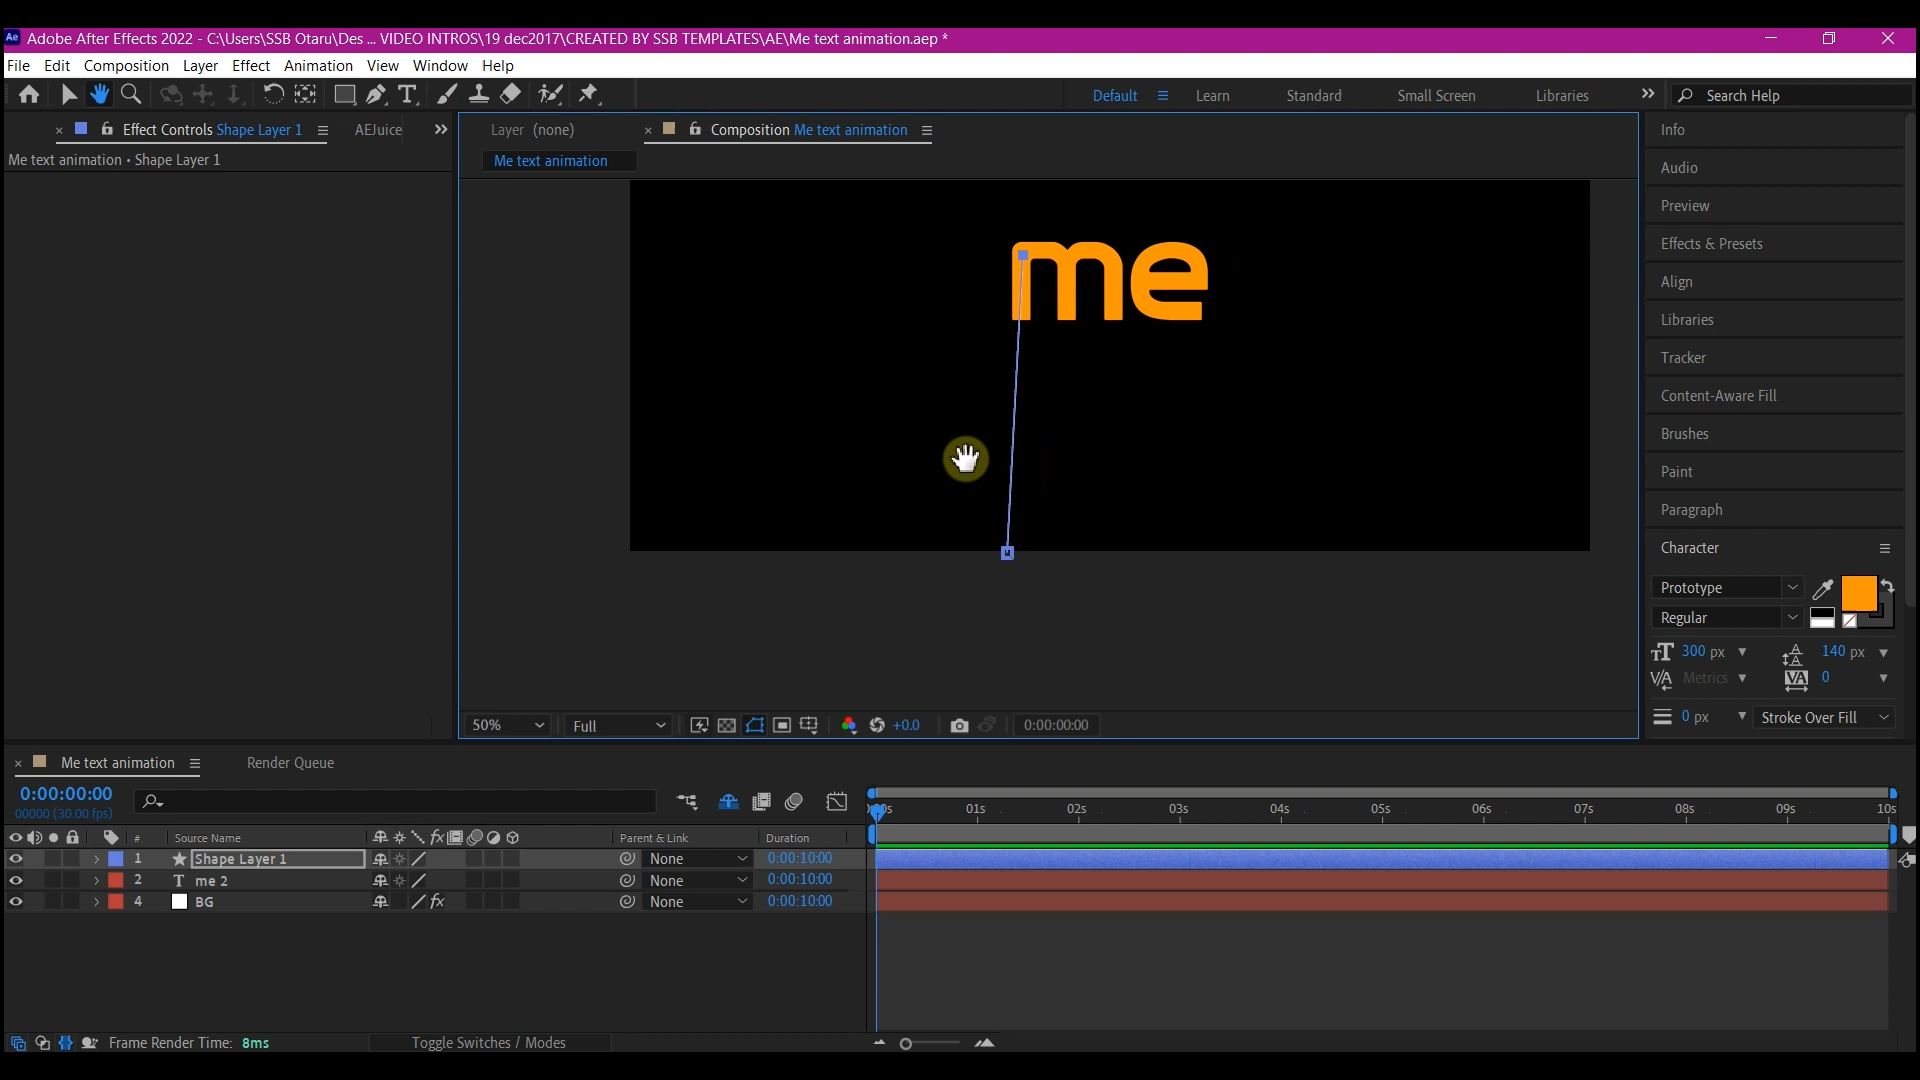 Ae Adobe After Effects 2022 - C:\Users\SSB Otaru\Des ... VIDEO INTROS\19 dec2017\CREATED BY SSB TEMPLATES\AE\Me text animation.aep *
File Edit Composition Layer Effect Animation View Window Help
Default Learn Standard Small Screen Libraries Search Help
Effect Controls Shape Layer 1 AEJuice
Layer (none) Composition Me text animation
Me text animation • Shape Layer 1
Me text animation
me
Info
Audio
Preview
Effects & Presets
Align
Libraries
Tracker
Content-Aware Fill
Brushes
Paint
Paragraph
Character
Prototype
Regular
300 px 140 px
Metrics 0
0 px Stroke Over Fill
50% Full +0.0 0:00:00:00
Me text animation Render Queue
0:00:00:00
00000 (30.00 fps)
01s 02s 03s 04s 05s 06s 07s 08s 09s 10s
# Source Name Parent & Link Duration
1 Shape Layer 1 None 0:00:10:00
2 T me 2 None 0:00:10:00
4 BG fx None 0:00:10:00
Frame Render Time: 8ms Toggle Switches / Modes